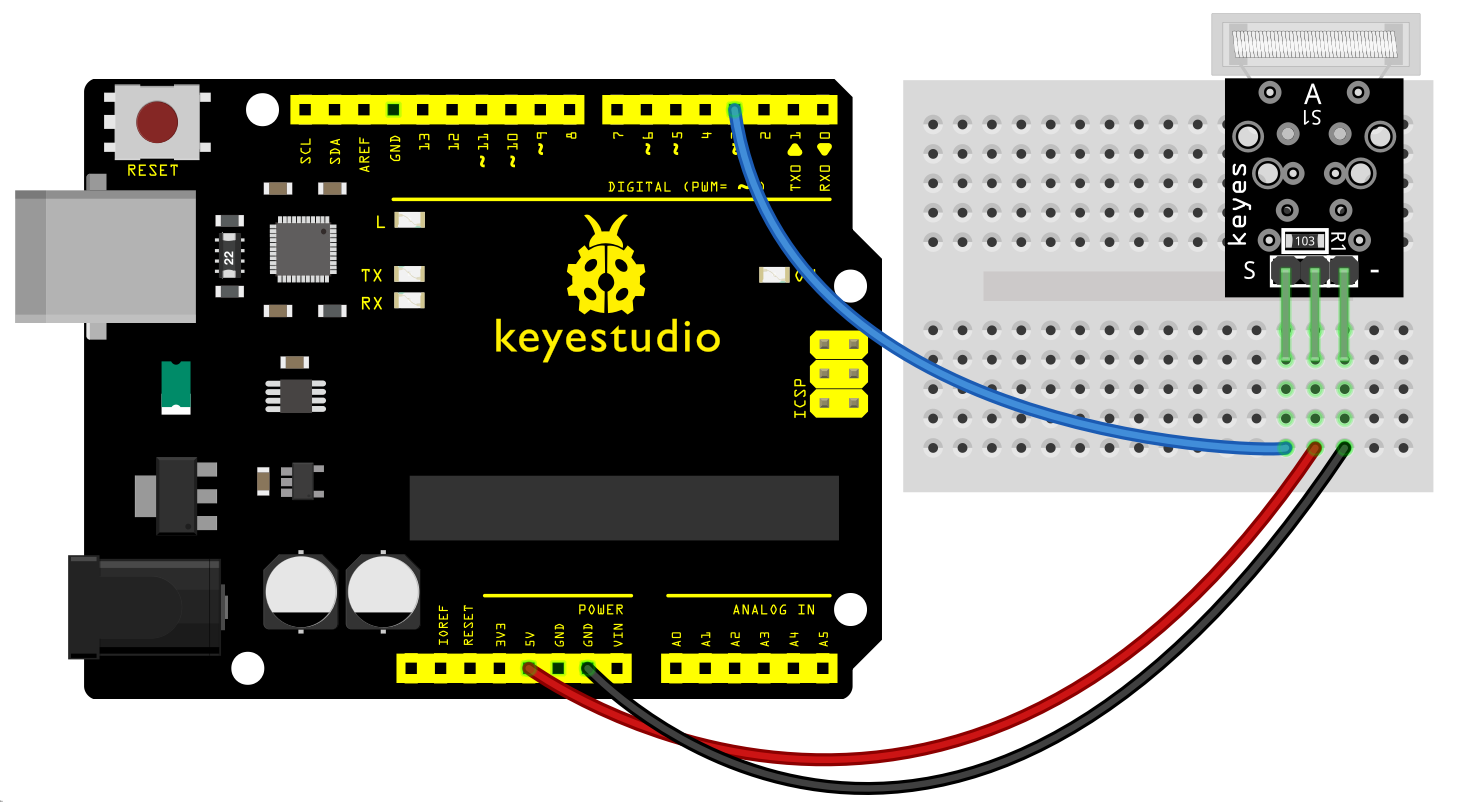 RESET
SCL
SDA
AREF
GND
13
12
~11
~10
~9
8
7
~6
~5
4
2
TX0 1
RX0 0
DIGITAL (PWM= ~ )
L
TX
RX
22
keyestudio
ICSP
POWER
ANALOG IN
IOREF
RESET
3V3
5V
GND
GND
VIN
A0
A1
A2
A3
A4
A5
A
S1
keyes
103
R1
S
-